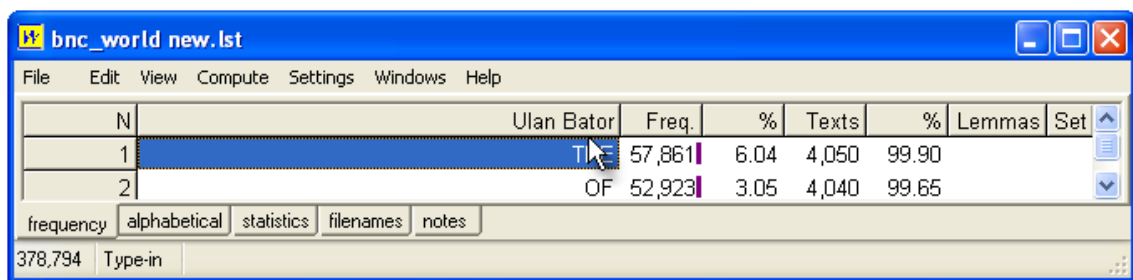 bnc_world new.lst
File Edit View Compute Settings Windows Help
N Ulan Bator Freq. % Texts % Lemmas Set
1 THE 57,861 6.04 4,050 99.90
2 OF 52,923 3.05 4,040 99.65
frequency alphabetical statistics filenames notes
378,794 Type-in